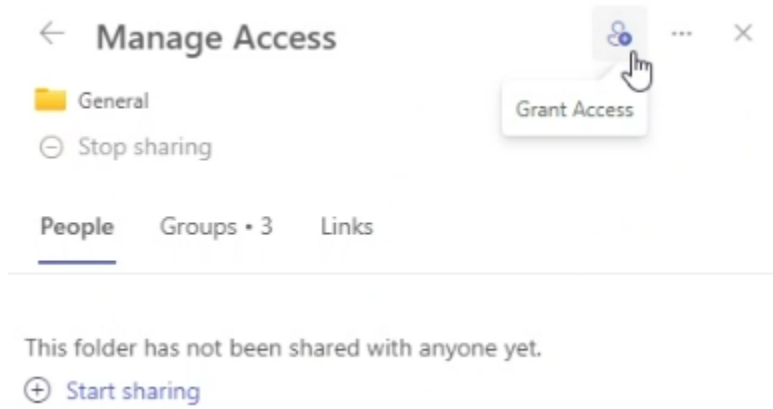 Manage Access
Grant Access
General
Stop sharing
People Groups • 3 Links
This folder has not been shared with anyone yet.
Start sharing